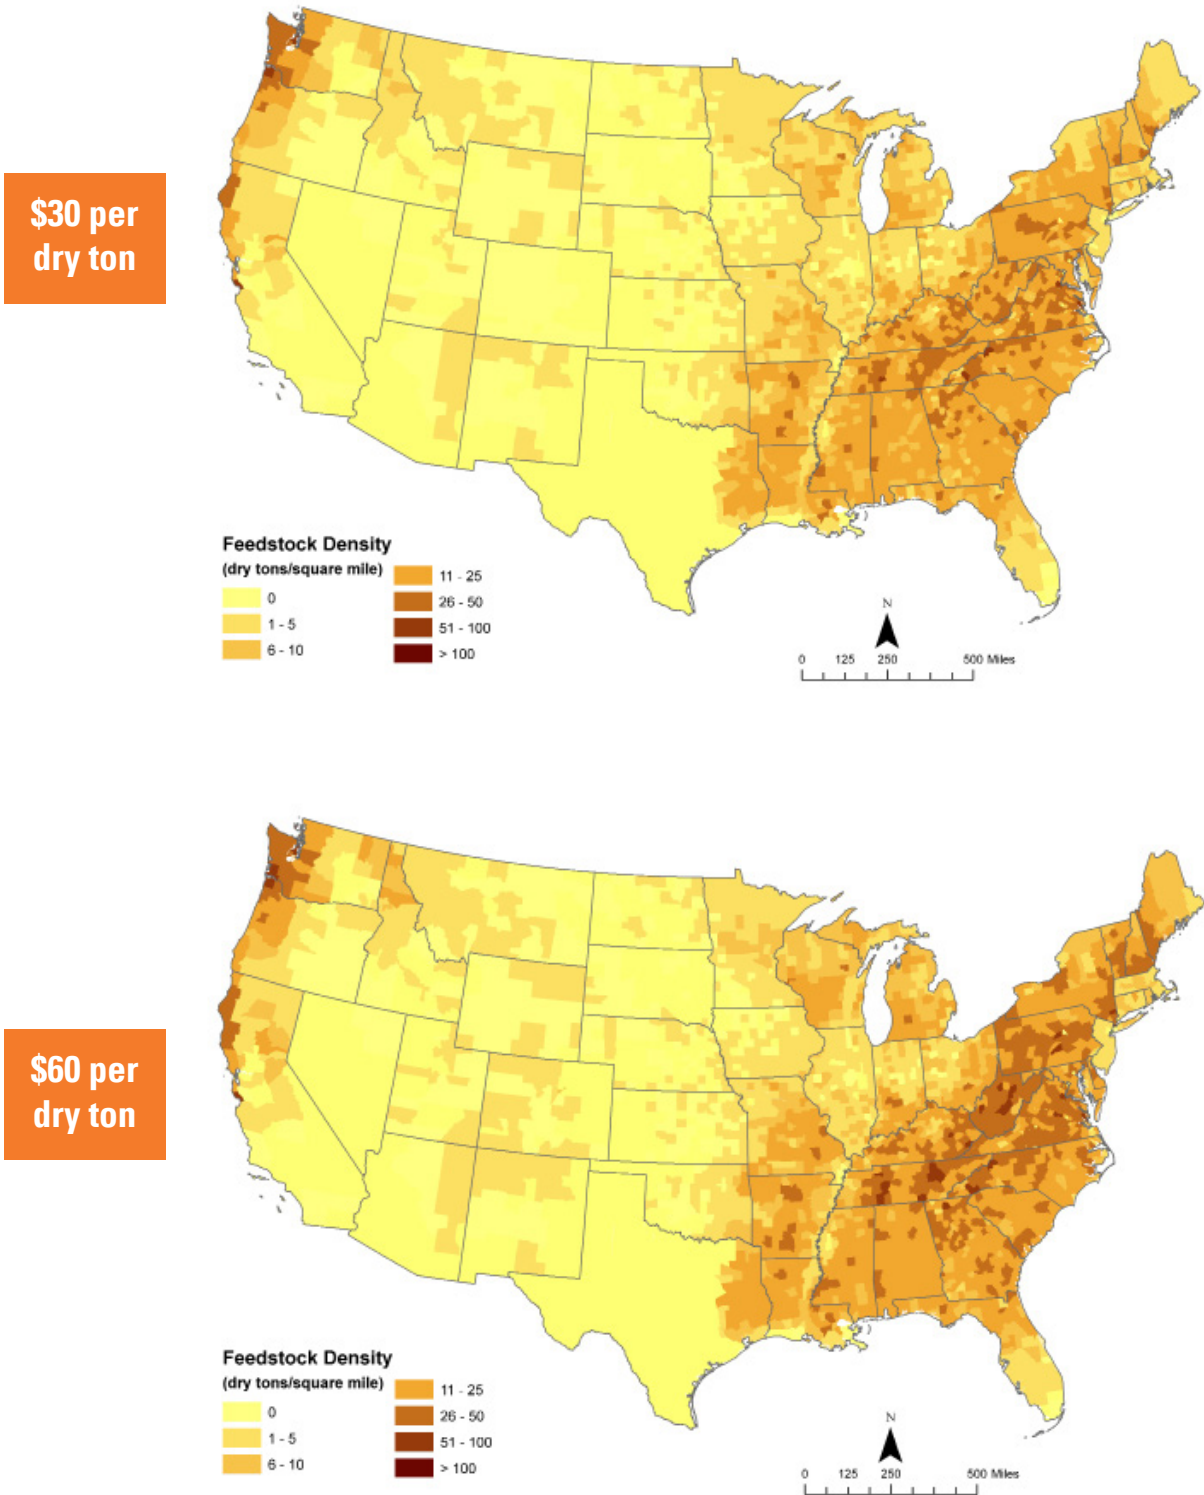 $30 per
dry ton
Feedstock Density
(dry tons/square mile)
0
1 - 5
6 - 10
11 - 25
26 - 50
51 - 100
> 100
N
0 125 250 500 Miles
$60 per
dry ton
Feedstock Density
(dry tons/square mile)
0
1 - 5
6 - 10
11 - 25
26 - 50
51 - 100
> 100
N
0 125 250 500 Miles